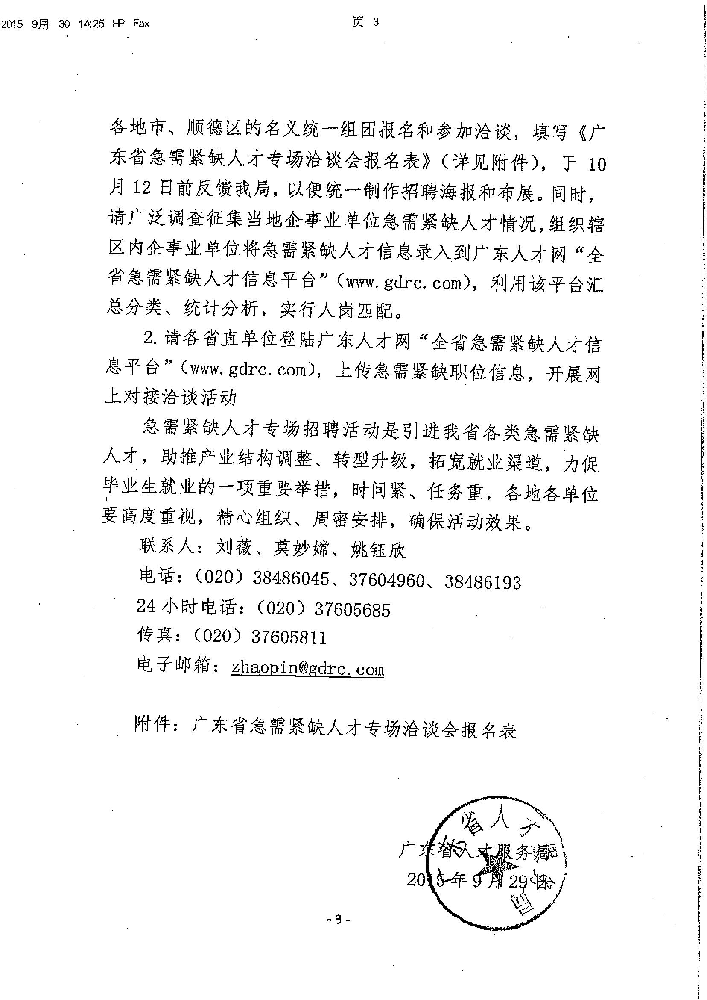 2015 9月 30 14:25 HP Fax 页 3
各地市、顺德区的名义统一组团报名和参加洽谈，填写《广
东省急需紧缺人才专场洽谈会报名表》（详见附件），于 10
月 12 日前反馈我局，以便统一制作招聘海报和布展。同时，
请广泛调查征集当地企事业单位急需紧缺人才情况，组织辖
区内企事业单位将急需紧缺人才信息录入到广东人才网“全
省急需紧缺人才信息平台”（www.gdrc.com），利用该平台汇
总分类、统计分析，实行人岗匹配。
2. 请各省直单位登陆广东人才网“全省急需紧缺人才信
息平台”（www.gdrc.com），上传急需紧缺职位信息，开展网
上对接洽谈活动
急需紧缺人才专场招聘活动是引进我省各类急需紧缺
人才，助推产业结构调整、转型升级，拓宽就业渠道，力促
毕业生就业的一项重要举措，时间紧、任务重，各地各单位
要高度重视，精心组织、周密安排，确保活动效果。
联系人：刘薇、莫妙嫦、姚钰欣
电话：（020）38486045、37604960、38486193
24 小时电话：（020）37605685
传真：（020）37605811
电子邮箱：zhaopin@gdrc.com
附件：广东省急需紧缺人才专场洽谈会报名表
广东省人才服务局
2015 年 9 月 29 日
省人才
局
- 3 -